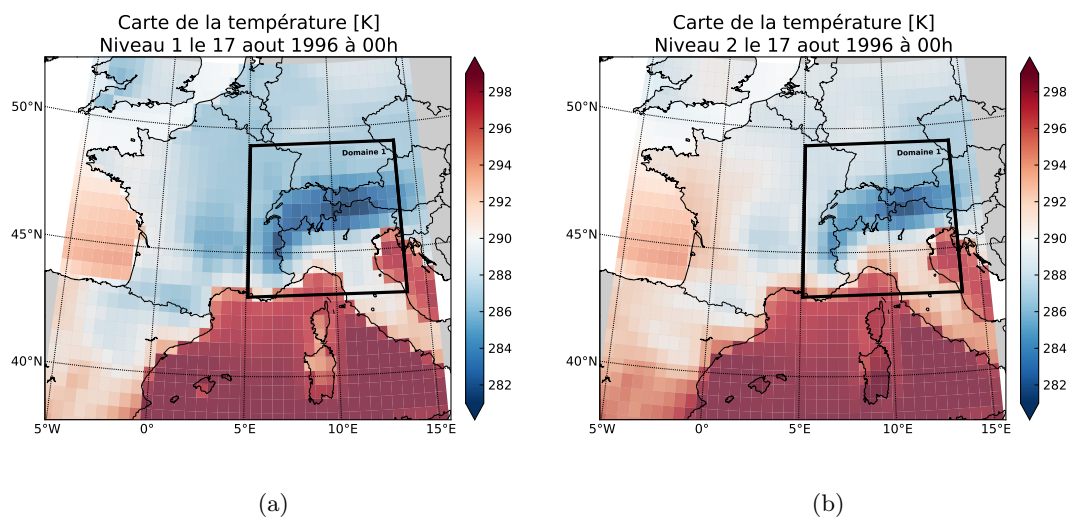 Carte de la température [K]
Niveau 1 le 17 aout 1996 à 00h
50°N
45°N
40°N
5°W
0°
5°E
10°E
15°E
Domaine 1
298
296
294
292
290
288
286
284
282
(a)
Carte de la température [K]
Niveau 2 le 17 aout 1996 à 00h
50°N
45°N
40°N
5°W
0°
5°E
10°E
15°E
Domaine 1
298
296
294
292
290
288
286
284
282
(b)